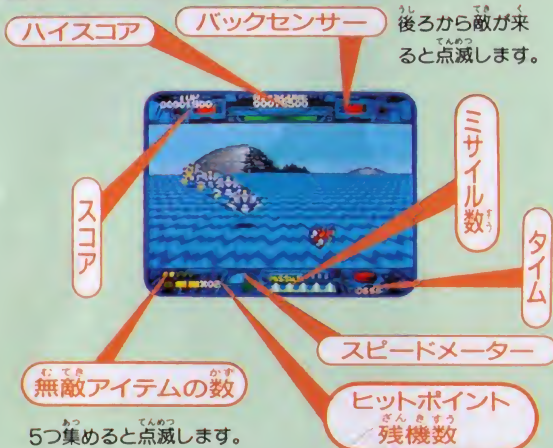 ハイスコア
バックセンサー
後ろから敵が来
ると点滅します。
スコア
ミサイル数
タイム
スピードメーター
無敵アイテムの数
5つ集めると点滅します。
ヒットポイント
残機数